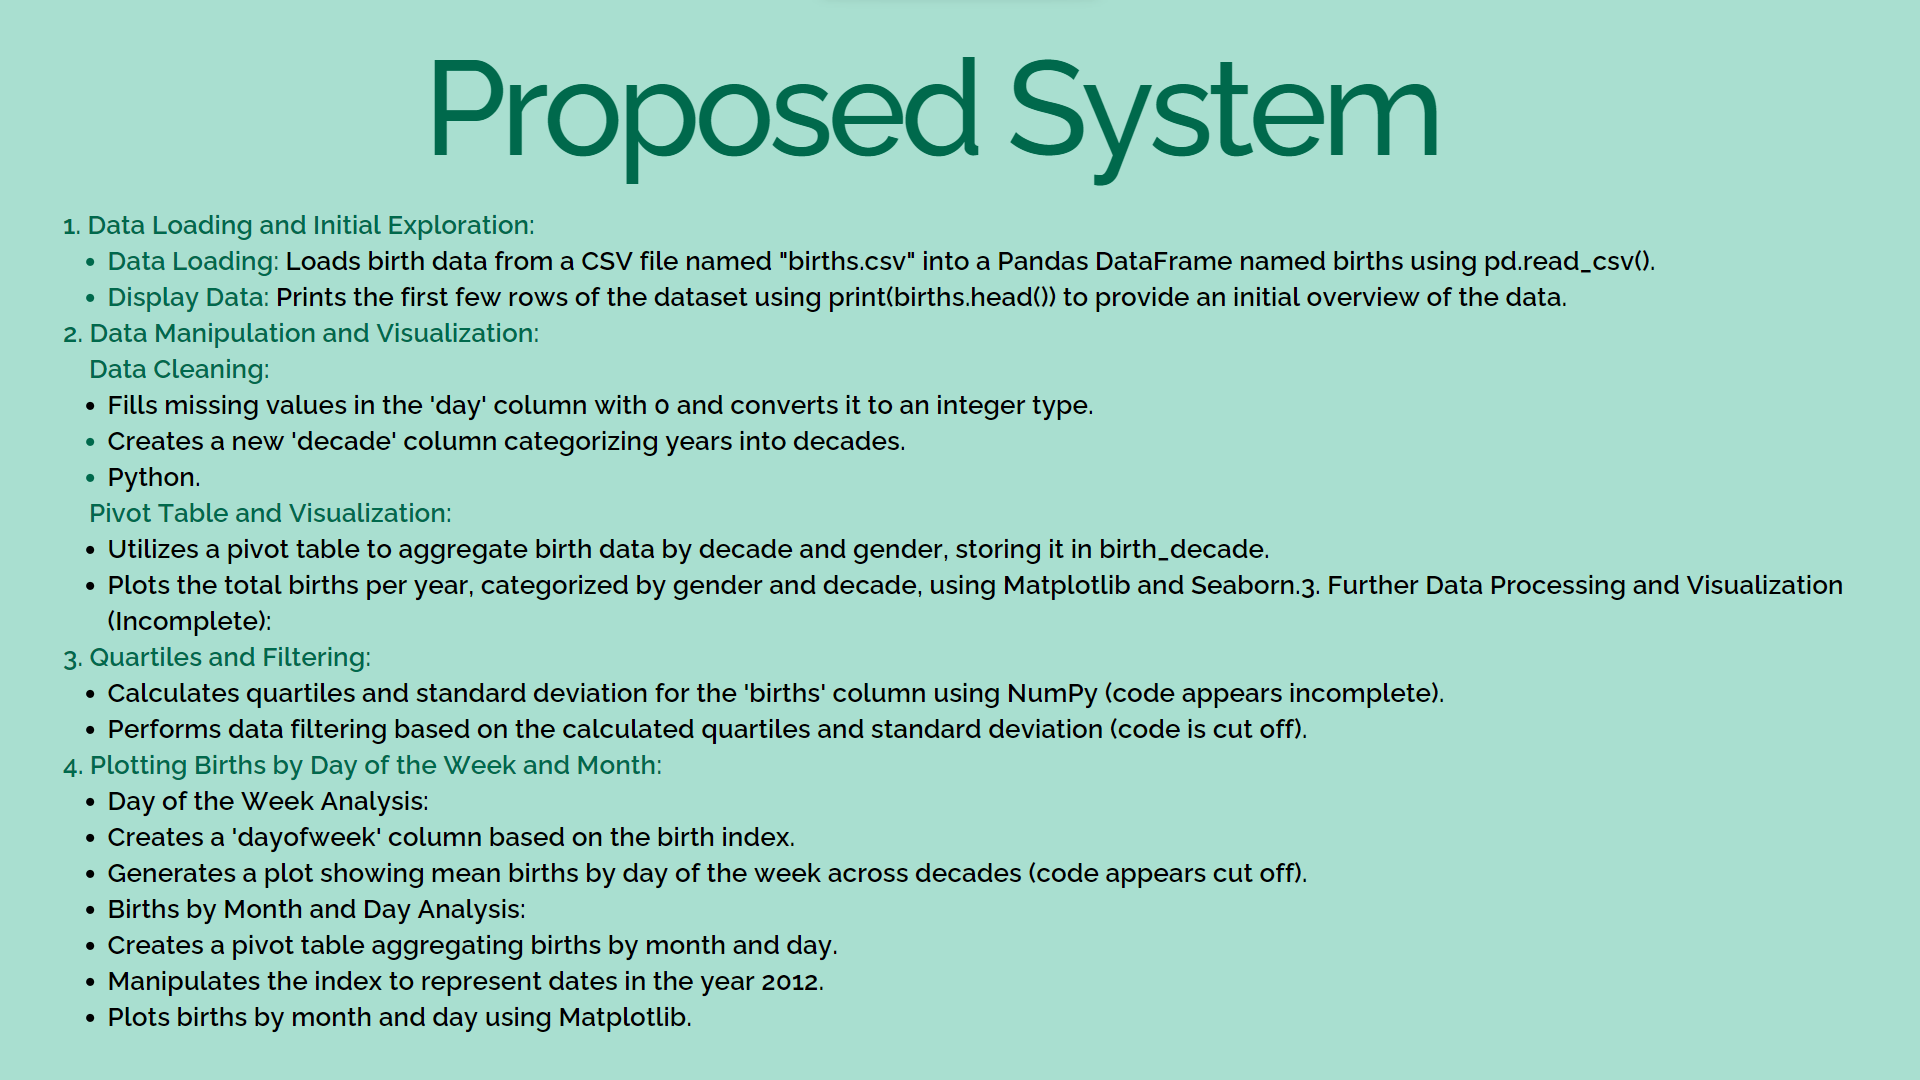 Proposed System
1. Data Loading and Initial Exploration:
• Data Loading: Loads birth data from a CSV file named "births.csv" into a Pandas DataFrame named births using pd.read_csv().
• Display Data: Prints the first few rows of the dataset using print(births.head()) to provide an initial overview of the data.
2. Data Manipulation and Visualization:
Data Cleaning:
• Fills missing values in the 'day' column with 0 and converts it to an integer type.
• Creates a new 'decade' column categorizing years into decades.
• Python.
Pivot Table and Visualization:
• Utilizes a pivot table to aggregate birth data by decade and gender, storing it in birth_decade.
• Plots the total births per year, categorized by gender and decade, using Matplotlib and Seaborn.3. Further Data Processing and Visualization
(Incomplete):
3. Quartiles and Filtering:
• Calculates quartiles and standard deviation for the 'births' column using NumPy (code appears incomplete).
• Performs data filtering based on the calculated quartiles and standard deviation (code is cut off).
4. Plotting Births by Day of the Week and Month:
• Day of the Week Analysis:
• Creates a 'dayofweek' column based on the birth index.
• Generates a plot showing mean births by day of the week across decades (code appears cut off).
• Births by Month and Day Analysis:
• Creates a pivot table aggregating births by month and day.
• Manipulates the index to represent dates in the year 2012.
• Plots births by month and day using Matplotlib.